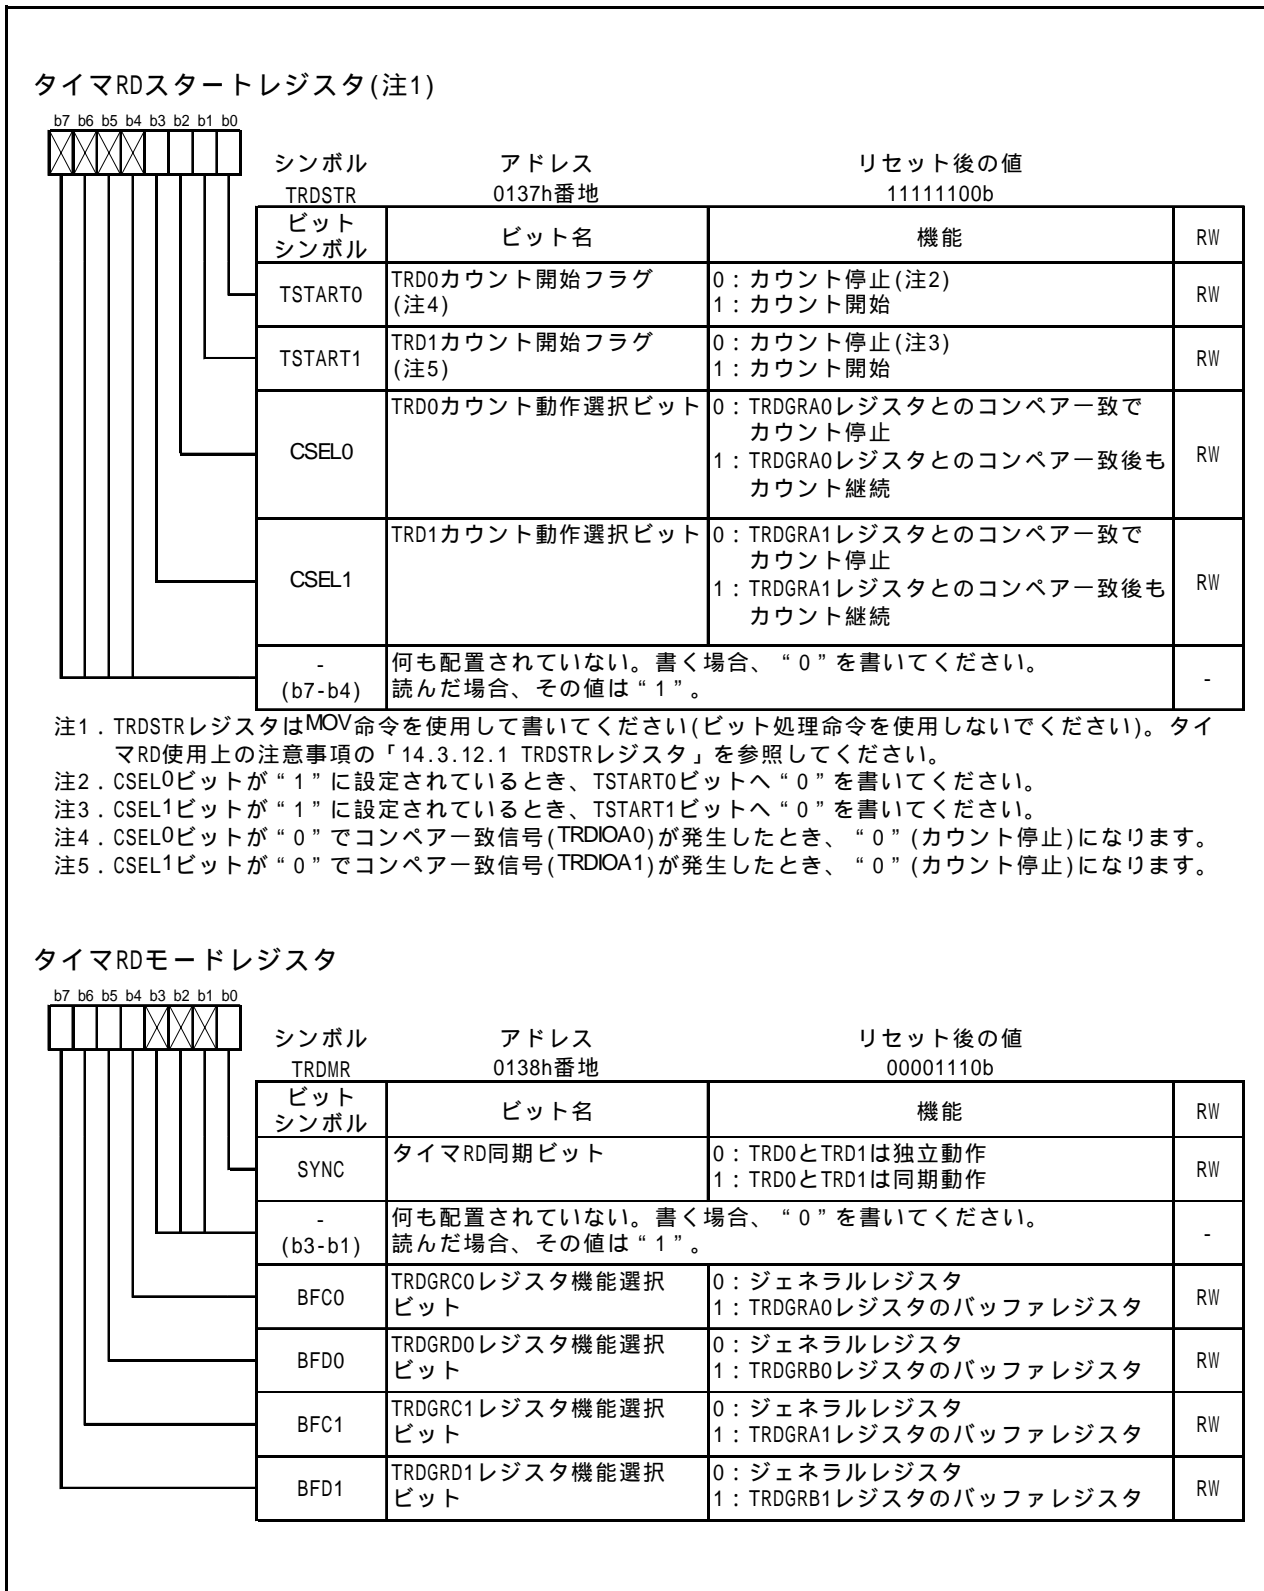 タイマRDスタートレジスタ(注1)
b7 b6 b5 b4 b3 b2 b1 b0
シンボル アドレス リセット後の値
TRDSTR 0137h番地 11111100b
ビット
シンボル ビット名 機能 RW
TSTART0 TRD0カウント開始フラグ
(注4) 0：カウント停止(注2)
1：カウント開始 RW
TSTART1 TRD1カウント開始フラグ
(注5) 0：カウント停止(注3)
1：カウント開始 RW
CSEL0 TRD0カウント動作選択ビット 0：TRDGRA0レジスタとのコンペア一致で
カウント停止
1：TRDGRA0レジスタとのコンペア一致後も
カウント継続 RW
CSEL1 TRD1カウント動作選択ビット 0：TRDGRA1レジスタとのコンペア一致で
カウント停止
1：TRDGRA1レジスタとのコンペア一致後も
カウント継続 RW
-
(b7-b4) 何も配置されていない。書く場合、“0”を書いてください。
読んだ場合、その値は“1”。 -
注1．TRDSTRレジスタはMOV命令を使用して書いてください(ビット処理命令を使用しないでください)。タイ
マRD使用上の注意事項の「14.3.12.1 TRDSTRレジスタ」を参照してください。
注2．CSEL0ビットが“1”に設定されているとき、TSTART0ビットへ“0”を書いてください。
注3．CSEL1ビットが“1”に設定されているとき、TSTART1ビットへ“0”を書いてください。
注4．CSEL0ビットが“0”でコンペア一致信号(TRDIOA0)が発生したとき、“0”(カウント停止)になります。
注5．CSEL1ビットが“0”でコンペア一致信号(TRDIOA1)が発生したとき、“0”(カウント停止)になります。
タイマRDモードレジスタ
b7 b6 b5 b4 b3 b2 b1 b0
シンボル アドレス リセット後の値
TRDMR 0138h番地 00001110b
ビット
シンボル ビット名 機能 RW
SYNC タイマRD同期ビット 0：TRD0とTRD1は独立動作
1：TRD0とTRD1は同期動作 RW
-
(b3-b1) 何も配置されていない。書く場合、“0”を書いてください。
読んだ場合、その値は“1”。 -
BFC0 TRDGRC0レジスタ機能選択
ビット 0：ジェネラルレジスタ
1：TRDGRA0レジスタのバッファレジスタ RW
BFD0 TRDGRD0レジスタ機能選択
ビット 0：ジェネラルレジスタ
1：TRDGRB0レジスタのバッファレジスタ RW
BFC1 TRDGRC1レジスタ機能選択
ビット 0：ジェネラルレジスタ
1：TRDGRA1レジスタのバッファレジスタ RW
BFD1 TRDGRD1レジスタ機能選択
ビット 0：ジェネラルレジスタ
1：TRDGRB1レジスタのバッファレジスタ RW